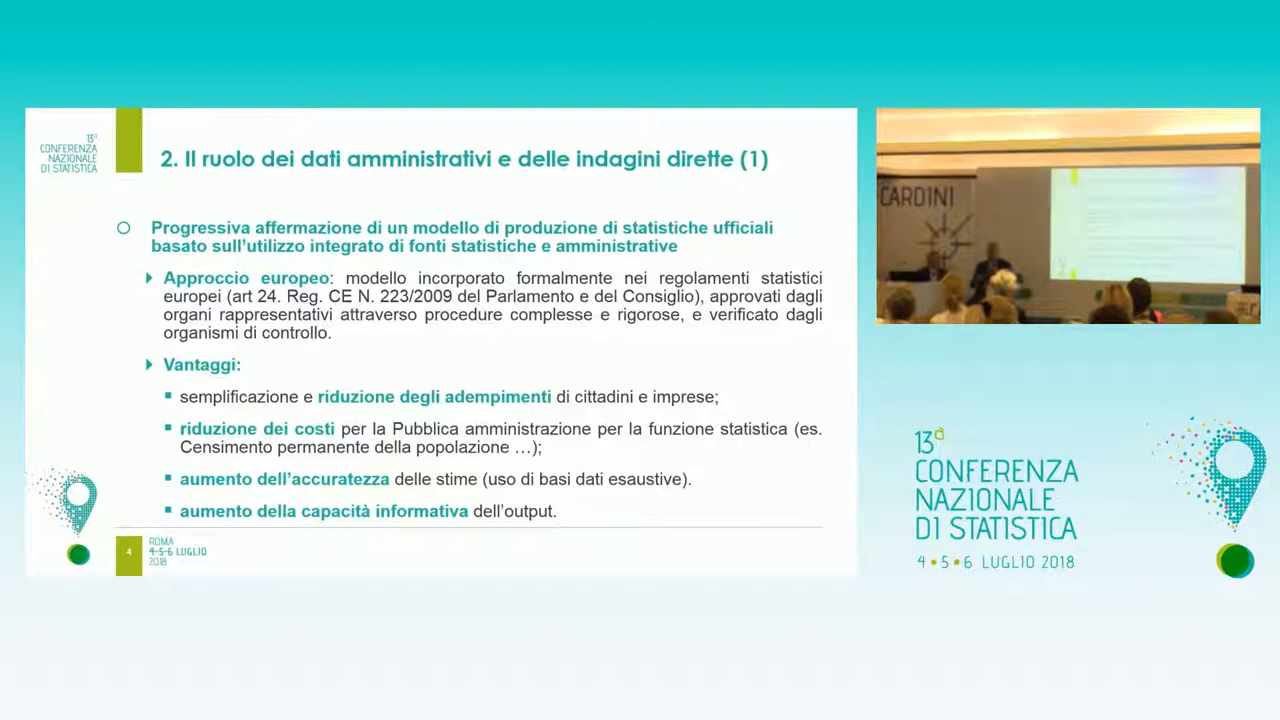 13ª
CONFERENZA
NAZIONALE
DI STATISTICA
2. Il ruolo dei dati amministrativi e delle indagini dirette (1)
Progressiva affermazione di un modello di produzione di statistiche ufficiali
basato sull'utilizzo integrato di fonti statistiche e amministrative
Approccio europeo: modello incorporato formalmente nei regolamenti statistici
europei (art 24. Reg. CE N. 223/2009 del Parlamento e del Consiglio), approvati dagli
organi rappresentativi attraverso procedure complesse e rigorose, e verificato dagli
organismi di controllo.
Vantaggi:
semplificazione e riduzione degli adempimenti di cittadini e imprese;
riduzione dei costi per la Pubblica amministrazione per la funzione statistica (es.
Censimento permanente della popolazione …);
aumento dell'accuratezza delle stime (uso di basi dati esaustive).
aumento della capacità informativa dell'output.
4
ROMA
4-5-6 LUGLIO
2018
CARDINI
13ª
CONFERENZA
NAZIONALE
DI STATISTICA
4 • 5 • 6 LUGLIO 2018